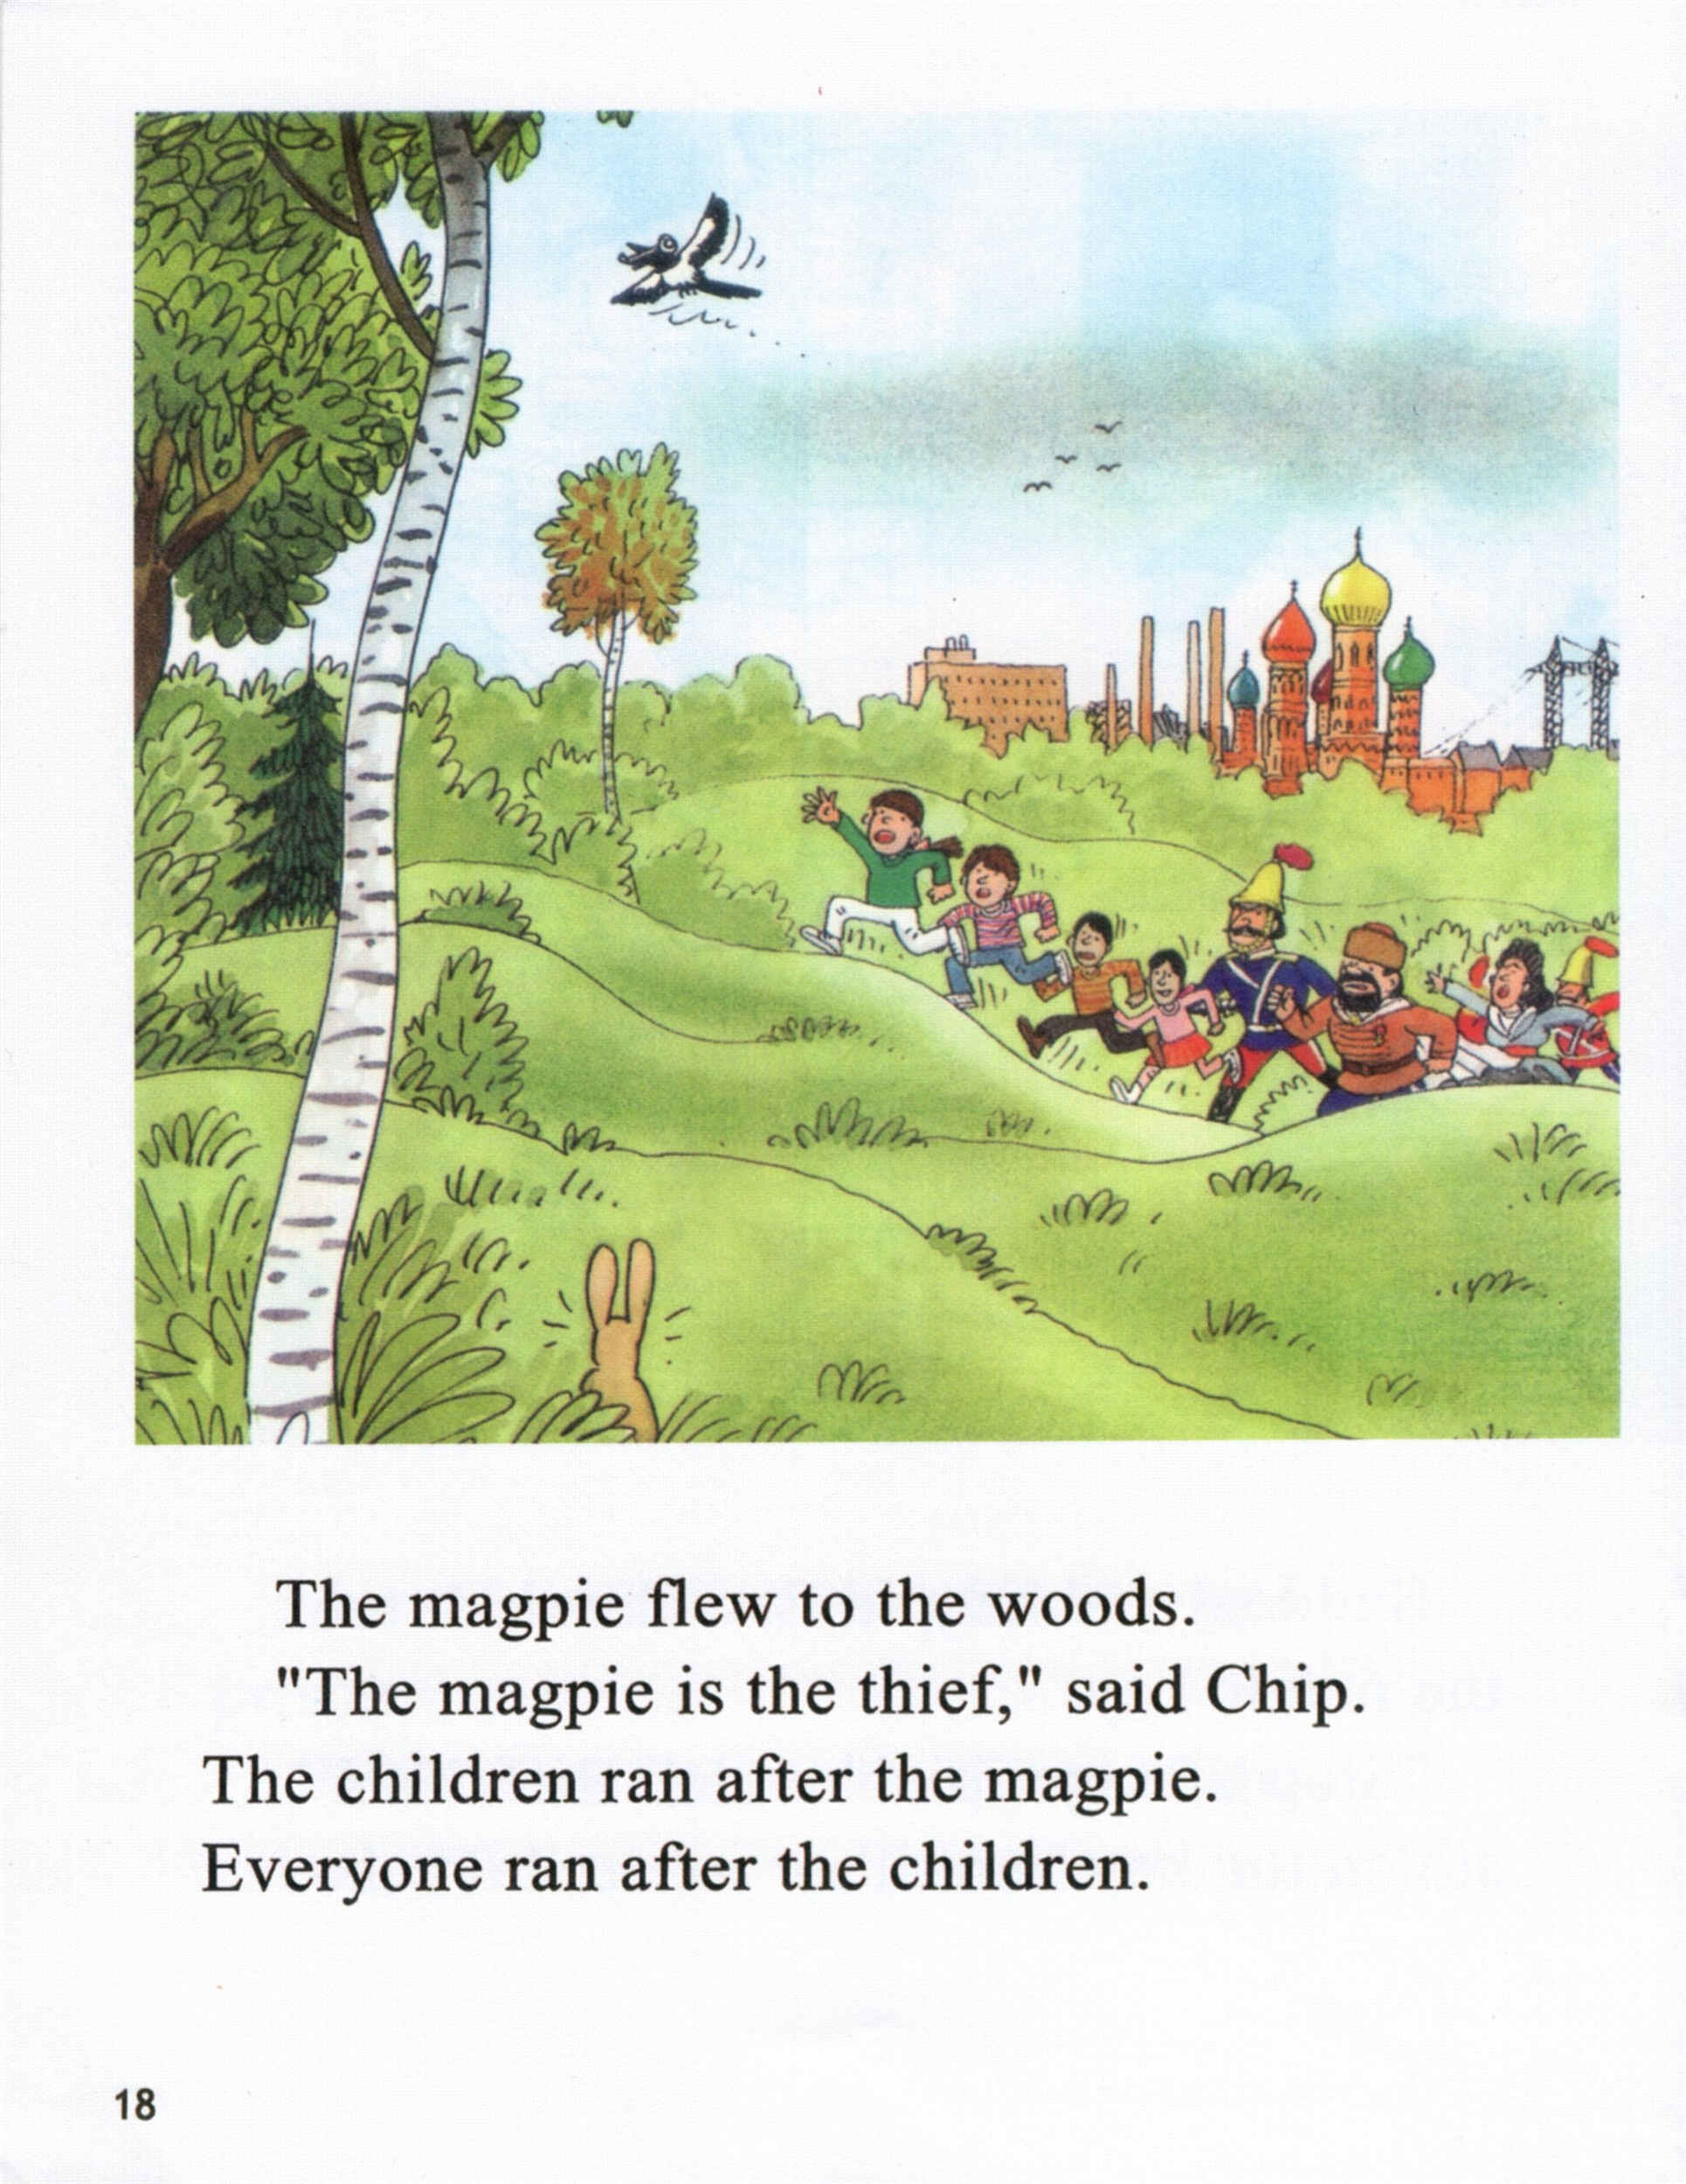 The magpie flew to the woods.
"The magpie is the thief," said Chip.
The children ran after the magpie.
Everyone ran after the children.
18